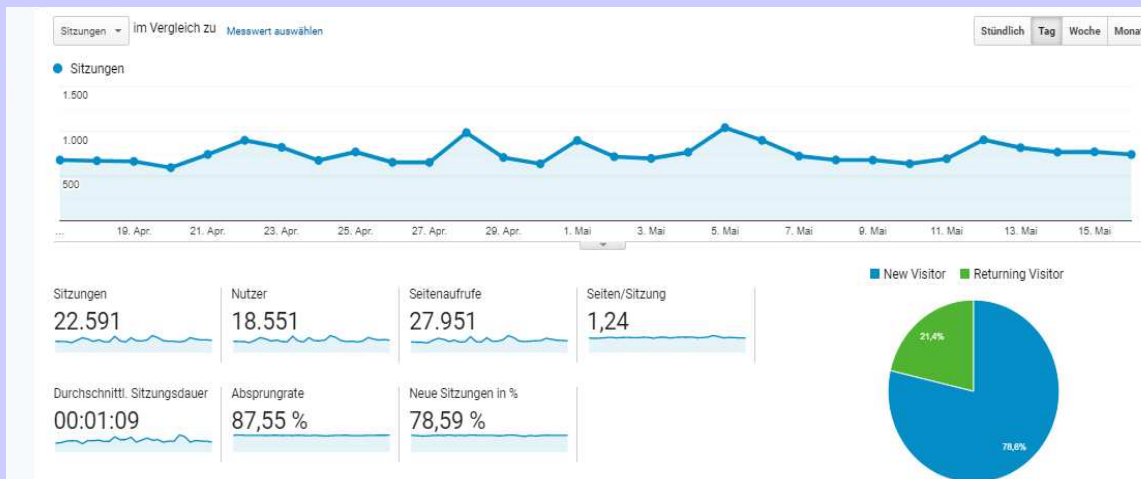 Sitzungen im Vergleich zu Messwert auswählen
Stündlich Tag Woche Monat
Sitzungen
1.500
1.000
500
... 19. Apr. 21. Apr. 23. Apr. 25. Apr. 27. Apr. 29. Apr. 1. Mai 3. Mai 5. Mai 7. Mai 9. Mai 11. Mai 13. Mai 15. Mai
New Visitor Returning Visitor
Sitzungen Nutzer Seitenaufrufe Seiten/Sitzung
22.591 18.551 27.951 1,24
21,4%
Durchschnittl. Sitzungsdauer Absprungrate Neue Sitzungen in %
00:01:09 87,55 % 78,59 %
78,6%